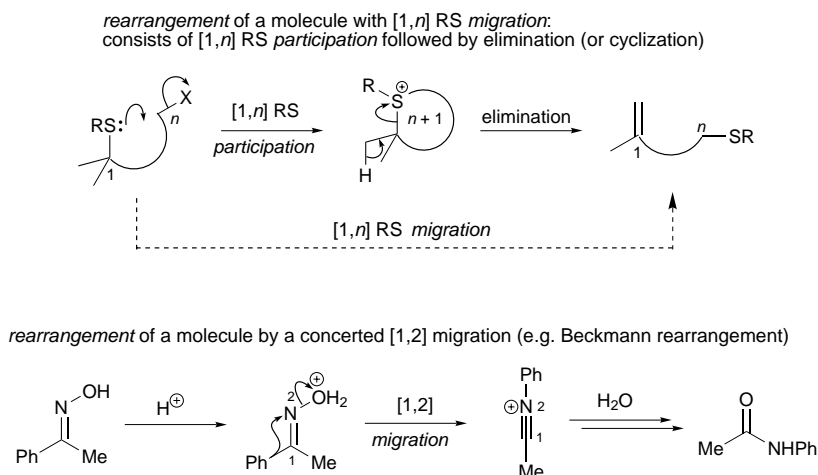 rearrangement of a molecule with [1,n] RS migration:
consists of [1,n] RS participation followed by elimination (or cyclization)
X
n
RS:
1
[1,n] RS
participation
R
S⊕
n + 1
H
elimination
1
n
SR
[1,n] RS migration
rearrangement of a molecule by a concerted [1,2] migration (e.g. Beckmann rearrangement)
OH
N
Ph
Me
H⊕
2
N
⊕
OH2
Ph
1
Me
[1,2]
migration
Ph
⊕ N 2
1
Me
H2O
O
Me
NHPh